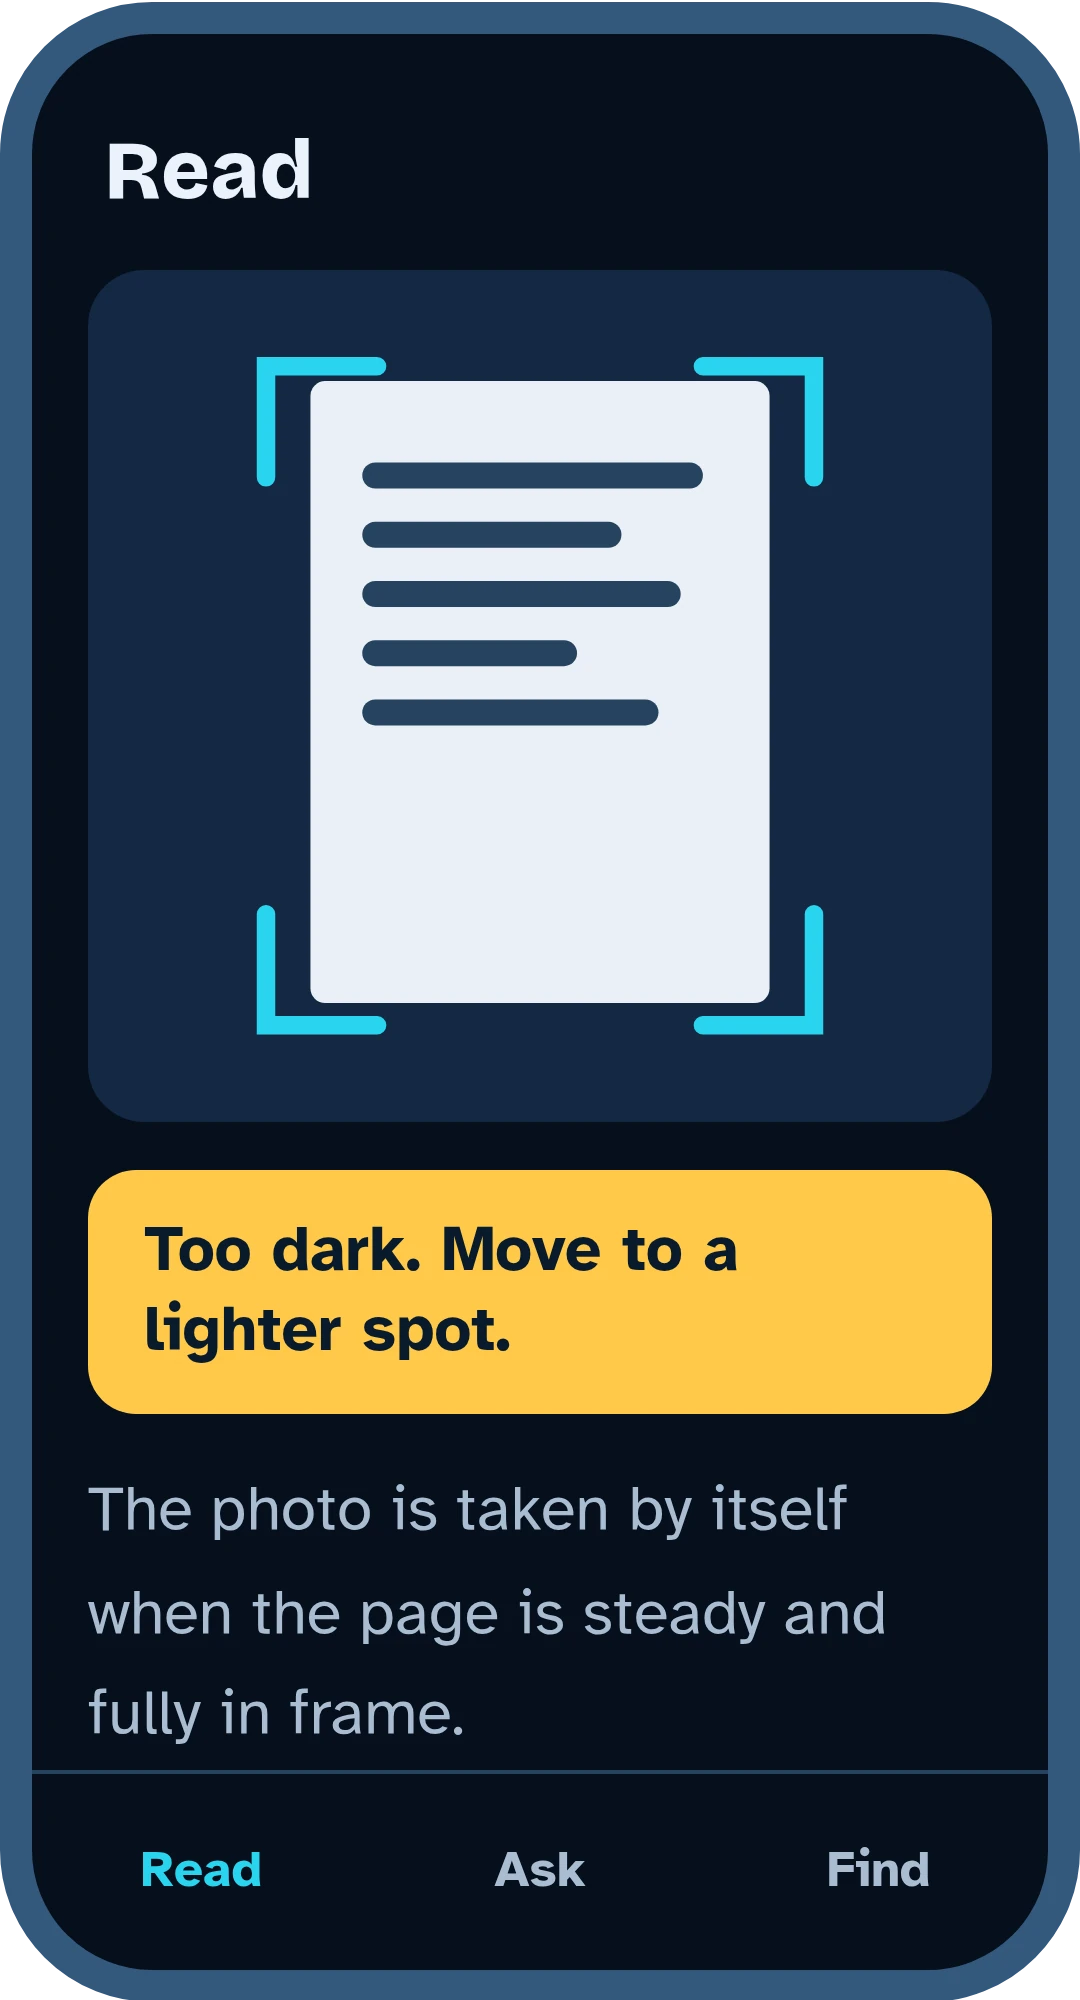 Read
Too dark. Move to a
lighter spot.
The photo is taken by itself
when the page is steady and
fully in frame.
Read Ask Find